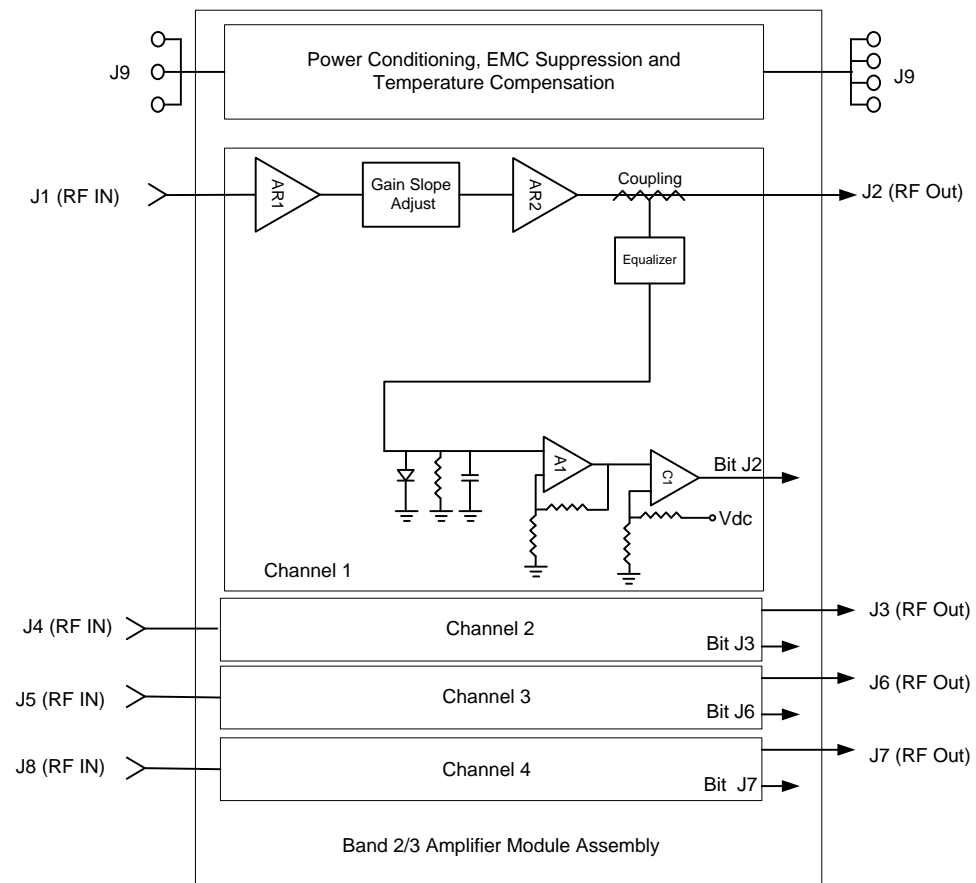 Power Conditioning, EMC Suppression and
Temperature Compensation
J9
J9
J1 (RF IN)
AR1
Gain Slope
Adjust
AR2
Coupling
J2 (RF Out)
Equalizer
A1
C1
Bit J2
Vdc
Channel 1
J4 (RF IN)
Channel 2
J3 (RF Out)
Bit J3
J5 (RF IN)
Channel 3
J6 (RF Out)
Bit J6
J8 (RF IN)
Channel 4
J7 (RF Out)
Bit J7
Band 2/3 Amplifier Module Assembly